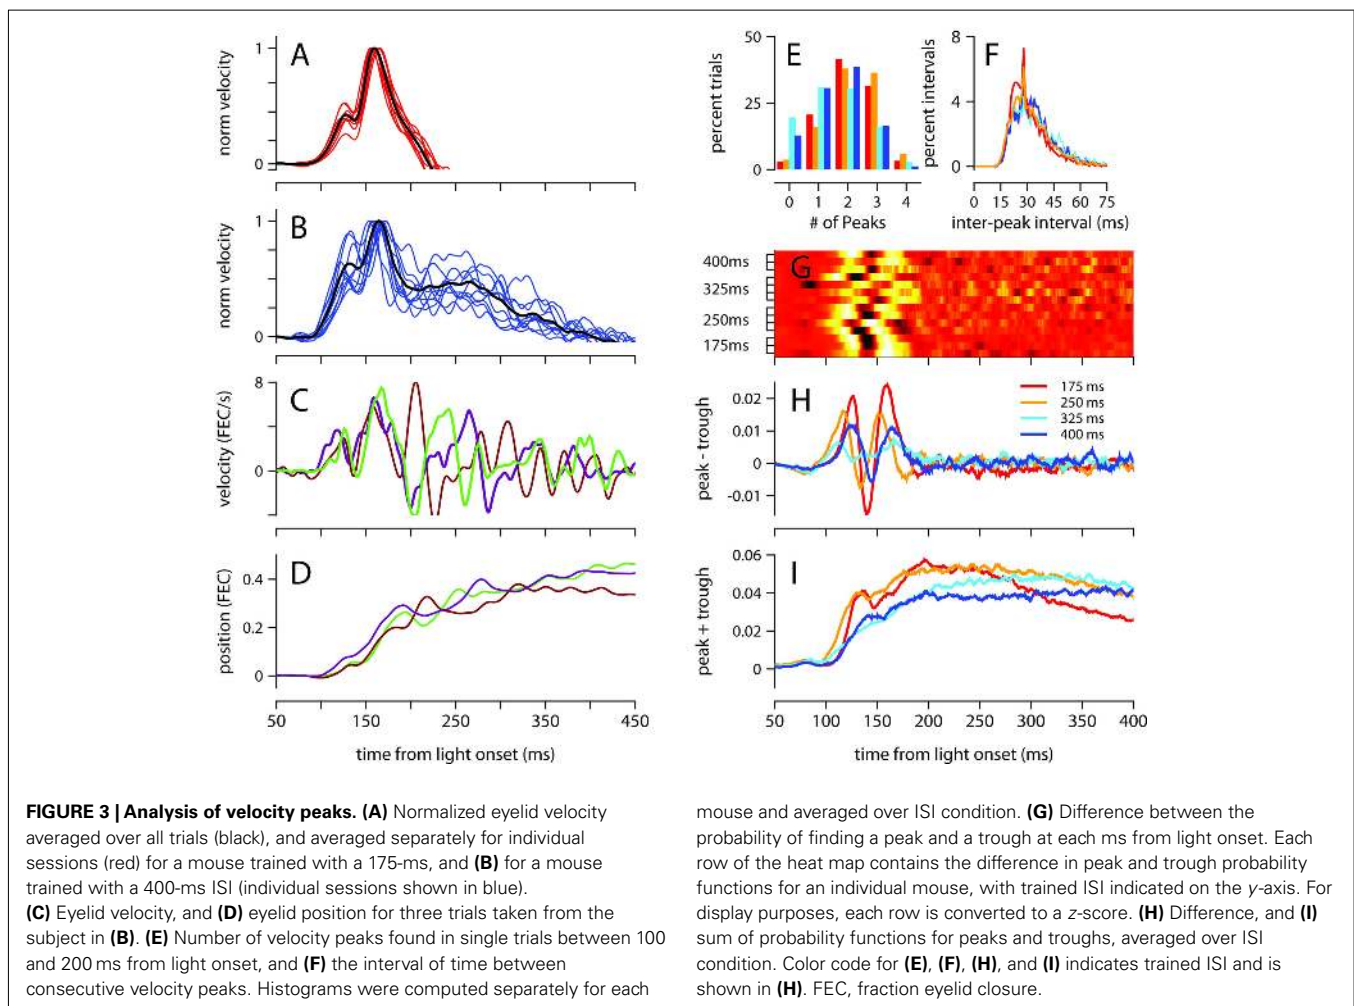 A
norm velocity
1
0
B
norm velocity
1
0
C
velocity (FEC/s)
8
0
D
position (FEC)
0.4
0.2
0
50
150
250
350
450
time from light onset (ms)
E
percent trials
50
25
0
0
1
2
3
4
# of Peaks
F
percent intervals
8
4
0
0
15
30
45
60
75
inter-peak interval (ms)
G
400ms
325ms
250ms
175ms
H
peak - trough
0.02
0.01
0
-0.01
175 ms
250 ms
325 ms
400 ms
I
peak + trough
0.06
0.04
0.02
0
50
100
150
200
250
300
350
400
time from light onset (ms)
FIGURE 3 | Analysis of velocity peaks. (A) Normalized eyelid velocity
averaged over all trials (black), and averaged separately for individual
sessions (red) for a mouse trained with a 175-ms, and (B) for a mouse
trained with a 400-ms ISI (individual sessions shown in blue).
(C) Eyelid velocity, and (D) eyelid position for three trials taken from the
subject in (B). (E) Number of velocity peaks found in single trials between 100
and 200 ms from light onset, and (F) the interval of time between
consecutive velocity peaks. Histograms were computed separately for each
mouse and averaged over ISI condition. (G) Difference between the
probability of finding a peak and a trough at each ms from light onset. Each
row of the heat map contains the difference in peak and trough probability
functions for an individual mouse, with trained ISI indicated on the y-axis. For
display purposes, each row is converted to a z-score. (H) Difference, and (I)
sum of probability functions for peaks and troughs, averaged over ISI
condition. Color code for (E), (F), (H), and (I) indicates trained ISI and is
shown in (H). FEC, fraction eyelid closure.